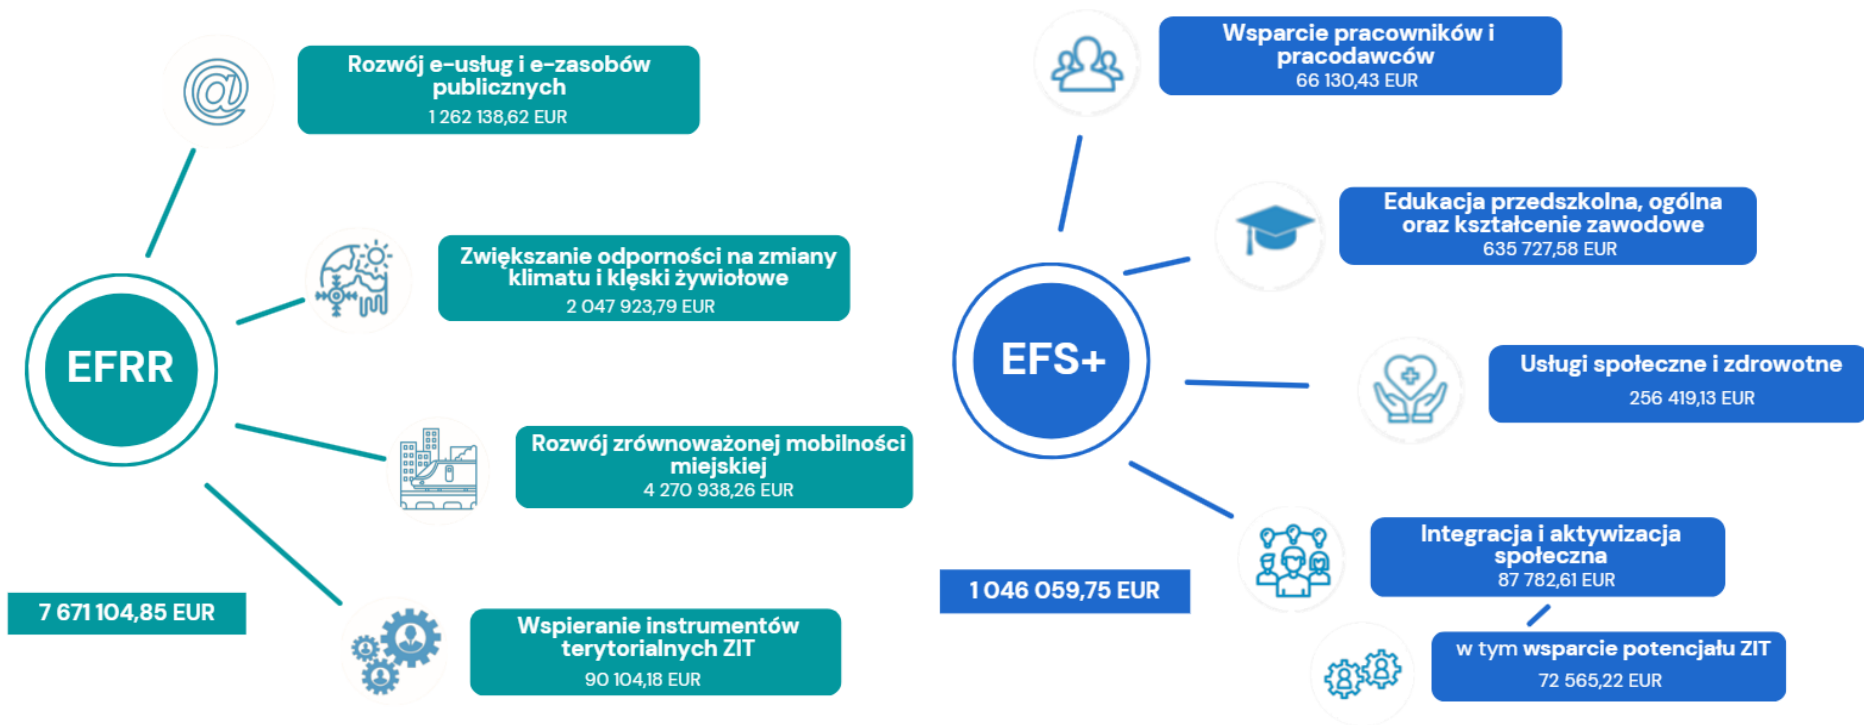 Rozwój e-usług i e-zasobów
publicznych
1 262 138,62 EUR
Zwiększanie odporności na zmiany
klimatu i klęski żywiołowe
2 047 923,79 EUR
EFRR
Rozwój zrównoważonej mobilności
miejskiej
4 270 938,26 EUR
7 671 104,85 EUR
Wspieranie instrumentów
terytorialnych ZIT
90 104,18 EUR
Wsparcie pracowników i
pracodawców
66 130,43 EUR
Edukacja przedszkolna, ogólna
oraz kształcenie zawodowe
635 727,58 EUR
EFS+
Usługi społeczne i zdrowotne
256 419,13 EUR
Integracja i aktywizacja
społeczna
87 782,61 EUR
1 046 059,75 EUR
w tym wsparcie potencjału ZIT
72 565,22 EUR